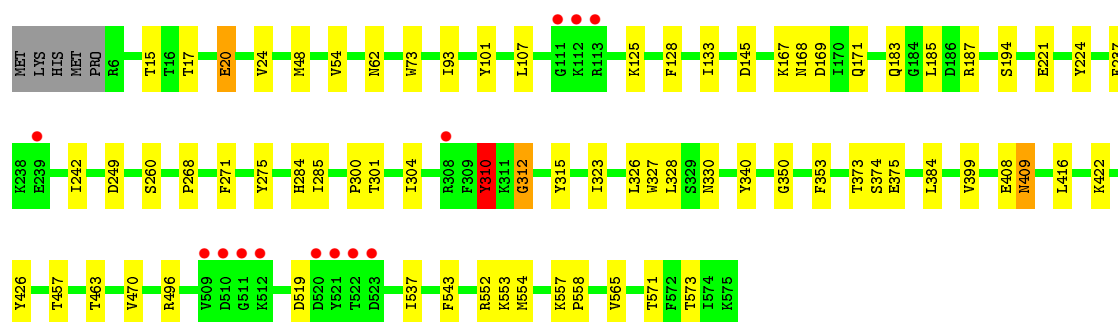 MET LYS HIS MET PRO R6 T15 T16 T17 E20 V24 M48 V54 N62 W73 I93 Y101 L107 G111 K112 R113 K125 F128 I133 D145 K167 N168 D169 I170 Q171 Q183 G184 L185 D186 R187 S194 E221 Y224
K238 E239 I242 D249 S260 P268 F271 Y275 H284 I285 P300 T301 I304 R308 F309 Y310 K311 G312 Y315 I323 L326 W327 L328 S329 N330 Y340 G350 F353 T373 S374 E375 L384 V399 E408 N409 L416 K422
Y426 T457 T463 V470 R496 V509 D510 G511 K512 D519 D520 Y521 T522 D523 I537 F543 R552 K553 M554 K557 P558 V565 T571 F572 T573 I574 K575